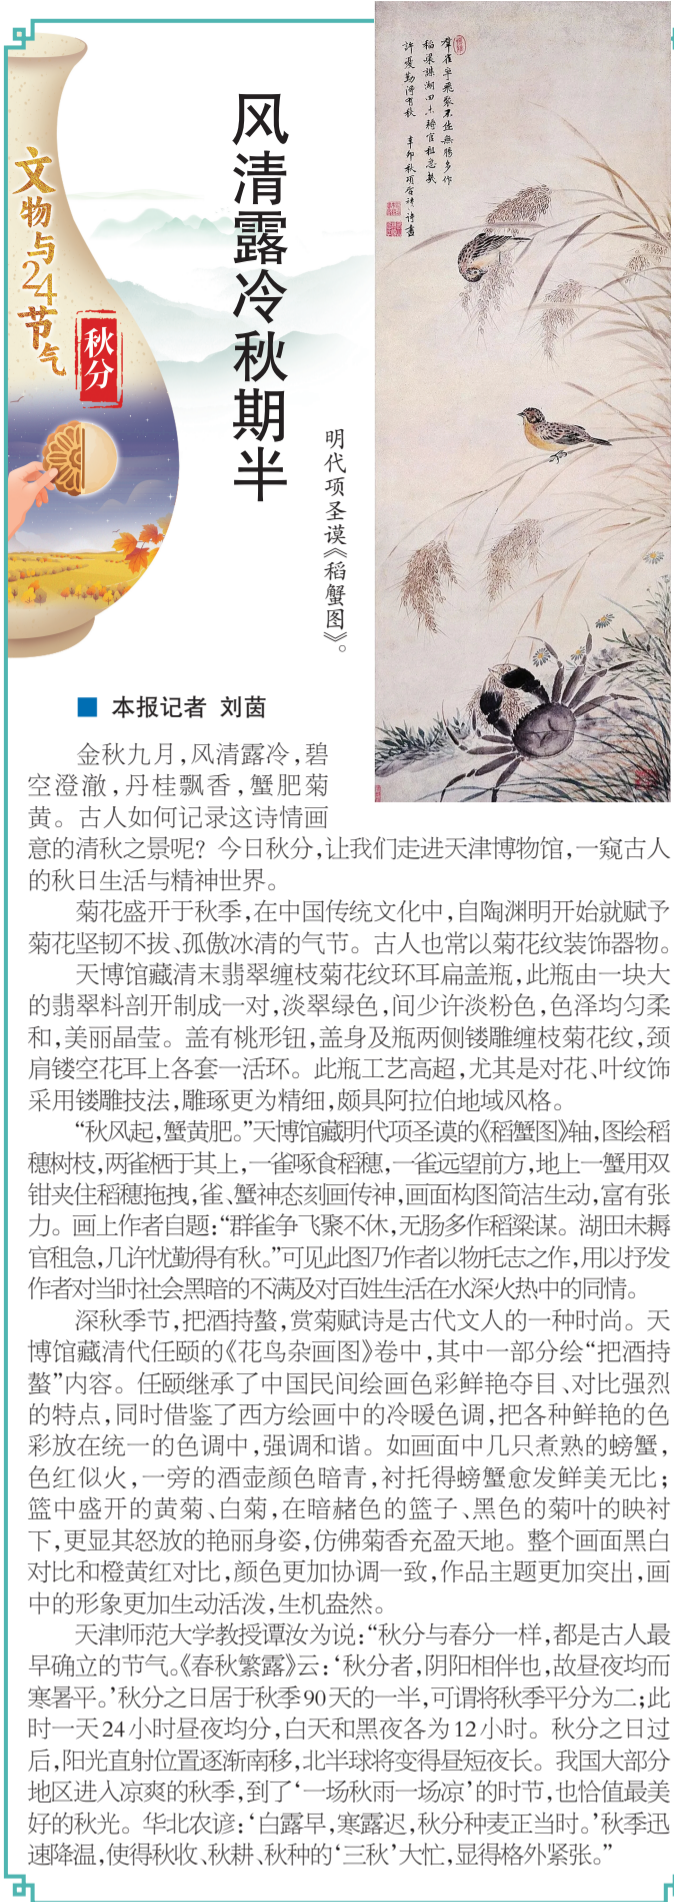 文物与24节气
秋分
风清露冷秋期半
明代项圣谟《稻蟹图》。
群雀争飞聚不休无肠多作
稻粱谋湖田未耨官租急几
许忧勤得有秋
■ 本报记者 刘茵
金秋九月,风清露冷,碧
空澄澈,丹桂飘香,蟹肥菊
黄。古人如何记录这诗情画
意的清秋之景呢?今日秋分,让我们走进天津博物馆,一窥古人
的秋日生活与精神世界。
菊花盛开于秋季,在中国传统文化中,自陶渊明开始就赋予
菊花坚韧不拔、孤傲冰清的气节。古人也常以菊花纹装饰器物。
天博馆藏清末翡翠缠枝菊花纹环耳扁盖瓶,此瓶由一块大
的翡翠料剖开制成一对,淡翠绿色,间少许淡粉色,色泽均匀柔
和,美丽晶莹。盖有桃形钮,盖身及瓶两侧镂雕缠枝菊花纹,颈
肩镂空花耳上各套一活环。此瓶工艺高超,尤其是对花、叶纹饰
采用镂雕技法,雕琢更为精细,颇具阿拉伯地域风格。
“秋风起,蟹黄肥。”天博馆藏明代项圣谟的《稻蟹图》轴,图绘稻
穗树枝,两雀栖于其上,一雀啄食稻穗,一雀远望前方,地上一蟹用双
钳夹住稻穗拖拽,雀、蟹神态刻画传神,画面构图简洁生动,富有张
力。画上作者自题:“群雀争飞聚不休,无肠多作稻粱谋。湖田未耨
官租急,几许忧勤得有秋。”可见此图乃作者以物托志之作,用以抒发
作者对当时社会黑暗的不满及对百姓生活在水深火热中的同情。
深秋季节,把酒持螯,赏菊赋诗是古代文人的一种时尚。天
博馆藏清代任颐的《花鸟杂画图》卷中,其中一部分绘“把酒持
螯”内容。任颐继承了中国民间绘画色彩鲜艳夺目、对比强烈
的特点,同时借鉴了西方绘画中的冷暖色调,把各种鲜艳的色
彩放在统一的色调中,强调和谐。如画面中几只煮熟的螃蟹,
色红似火,一旁的酒壶颜色暗青,衬托得螃蟹愈发鲜美无比;
篮中盛开的黄菊、白菊,在暗赭色的篮子、黑色的菊叶的映衬
下,更显其怒放的艳丽身姿,仿佛菊香充盈天地。整个画面黑白
对比和橙黄红对比,颜色更加协调一致,作品主题更加突出,画
中的形象更加生动活泼,生机盎然。
天津师范大学教授谭汝为说:“秋分与春分一样,都是古人最
早确立的节气。《春秋繁露》云:‘秋分者,阴阳相伴也,故昼夜均而
寒暑平。’秋分之日居于秋季90天的一半,可谓将秋季平分为二;此
时一天24小时昼夜均分,白天和黑夜各为12小时。秋分之日过
后,阳光直射位置逐渐南移,北半球将变得昼短夜长。我国大部分
地区进入凉爽的秋季,到了‘一场秋雨一场凉’的时节,也恰值最美
好的秋光。华北农谚:‘白露早,寒露迟,秋分种麦正当时。’秋季迅
速降温,使得秋收、秋耕、秋种的‘三秋’大忙,显得格外紧张。”